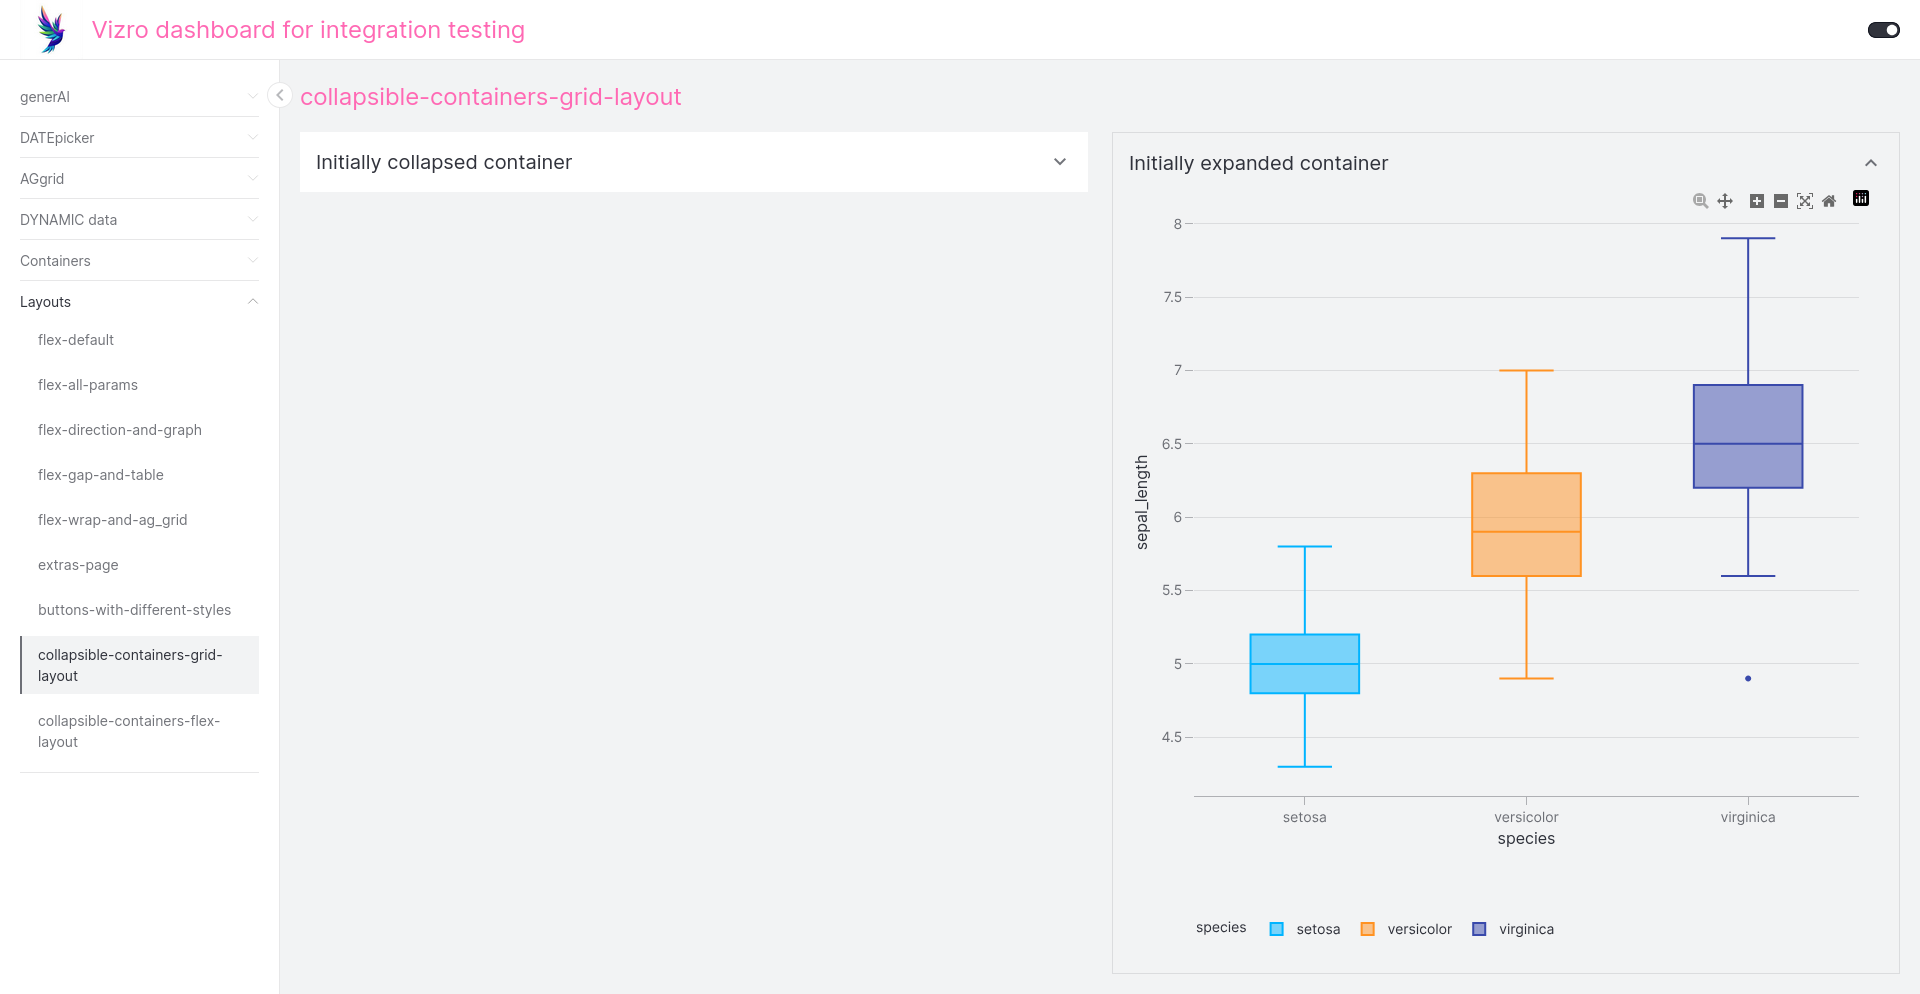 Vizro dashboard for integration testing
generAI
DATEpicker
AGgrid
DYNAMIC data
Containers
Layouts
flex-default
flex-all-params
flex-direction-and-graph
flex-gap-and-table
flex-wrap-and-ag_grid
extras-page
buttons-with-different-styles
collapsible-containers-grid-
layout
collapsible-containers-flex-
layout
collapsible-containers-grid-layout
Initially collapsed container
Initially expanded container
8
7.5
7
6.5
6
5.5
5
4.5
sepal_length
setosa
versicolor
virginica
species
species
setosa
versicolor
virginica